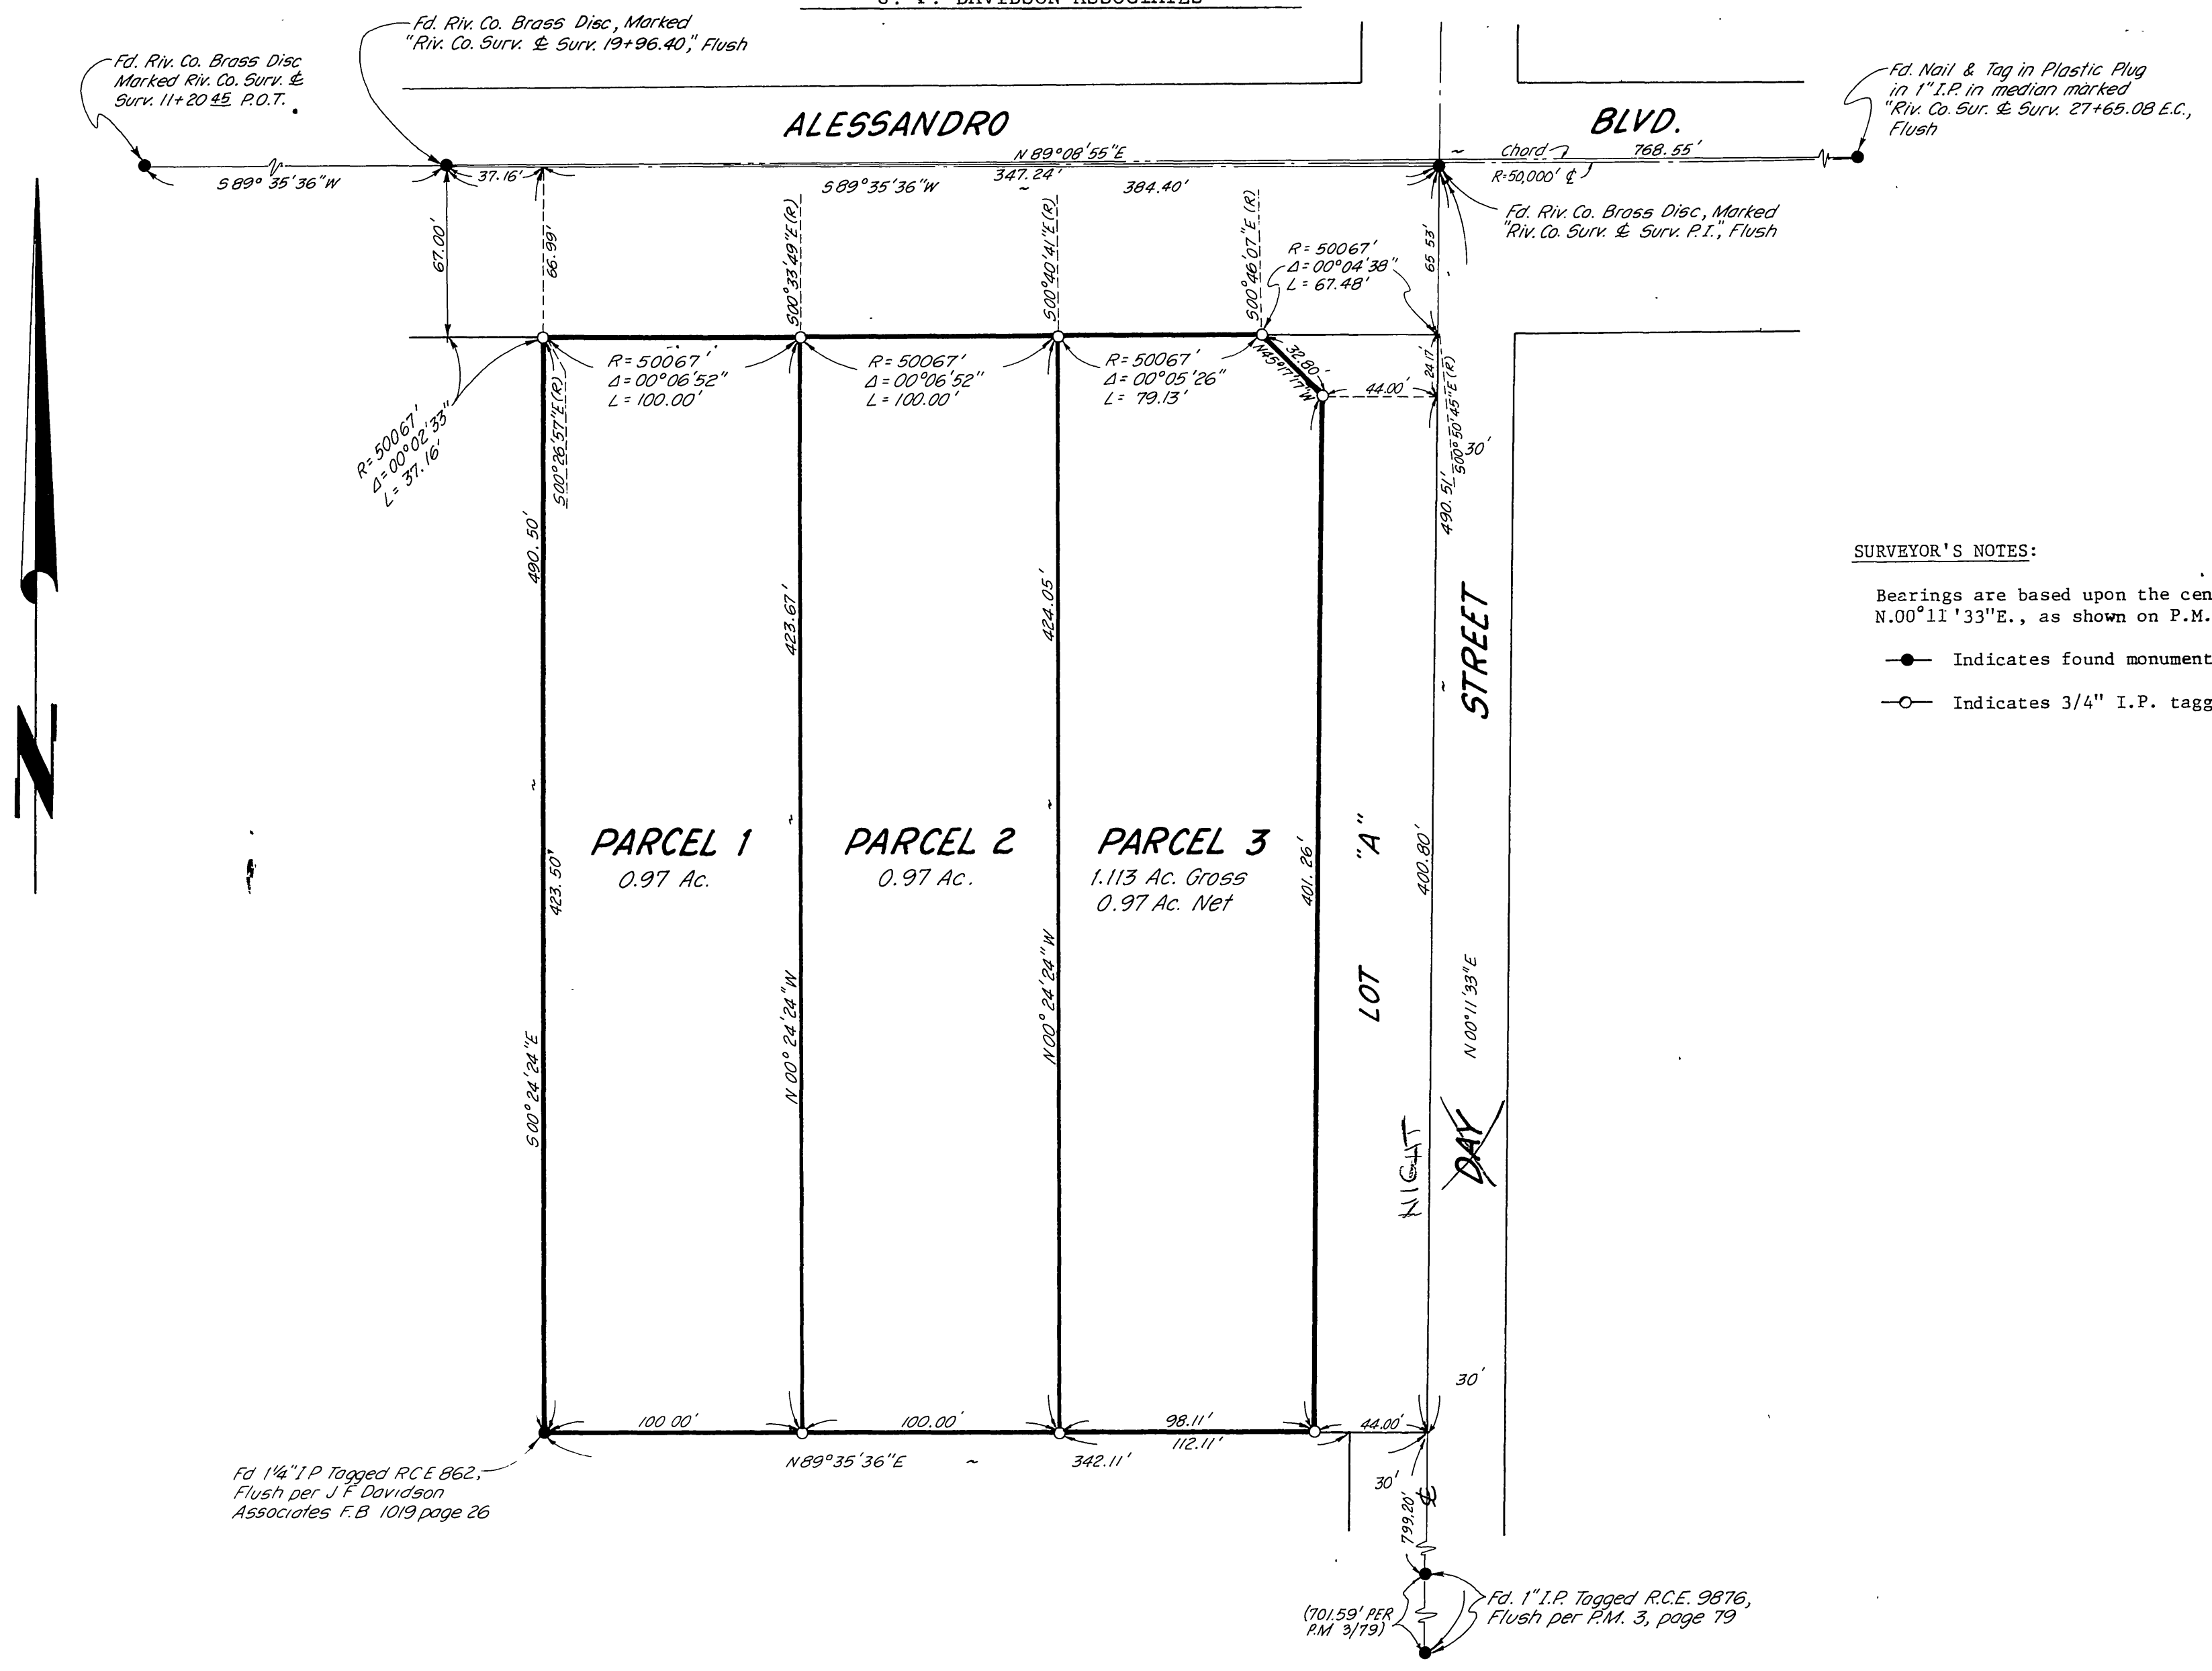 Fd. Riv. Co. Brass Disc, Marked
"Riv. Co. Surv. ℄ Surv. 19+96.40," Flush
Fd. Riv. Co. Brass Disc
Marked Riv. Co. Surv. ℄
Surv. 11+20 45 P.O.T.
Fd. Nail & Tag in Plastic Plug
in 1" I.P. in median marked
"Riv. Co. Sur. ℄ Surv. 27+65.08 E.C.,
Flush
ALESSANDRO
BLVD.
N 89°08'55"E
~ Chord
768.55'
S 89° 35'36"W
37.16'
S 89°35'36"W
347.24'
~
384.40'
R=50,000' ℄
Fd. Riv. Co. Brass Disc, Marked
"Riv. Co. Surv. ℄ Surv. P.I.", Flush
67.00'
66.99'
S00°33'49"E (R)
S00°40'41"E (R)
S00°46'07"E (R)
R = 50067'
Δ=00°04'38"
L = 67.48'
65 53'
R= 50067'
Δ=00°06'52"
L = 100.00'
R= 50067'
Δ=00°06'52"
L= 100.00'
R= 50067'
Δ=00°05'26"
L= 79.13'
32.80'
N45°17'17"W
44.00'
24.17'
S00°50'45"E (R)
30'
R= 50067'
Δ=00°02'33"
L= 37.16'
S00°26'57"E (R)
490.50'
423.67'
424.05'
490.51'
STREET
~
SURVEYOR'S NOTES:
Bearings are based upon the cen
N.00°11'33"E., as shown on P.M.
Indicates found monument
Indicates 3/4" I.P. tagg
N
~
~
~
PARCEL 1
0.97 Ac.
PARCEL 2
0.97 Ac.
PARCEL 3
1.113 Ac. Gross
0.97 Ac. Net
423.50'
401.26'
LOT "A"
400.80'
S00°24'24"E
N 00° 24'24"W
N00° 24'24"W
N 00°11'33"E
NIGHT
DAY
30'
100 00'
100.00'
98.11'
112.11'
44.00'
N89°35'36"E ~ 342.11'
Fd 1¼" I P Tagged RCE 862,
Flush per J F Davidson
Associates F.B 1019 page 26
30'
799.20'
℄
(701.59' PER
P.M 3/79)
Fd. 1" I.P. Tagged R.C.E. 9876,
Flush per P.M. 3, page 79